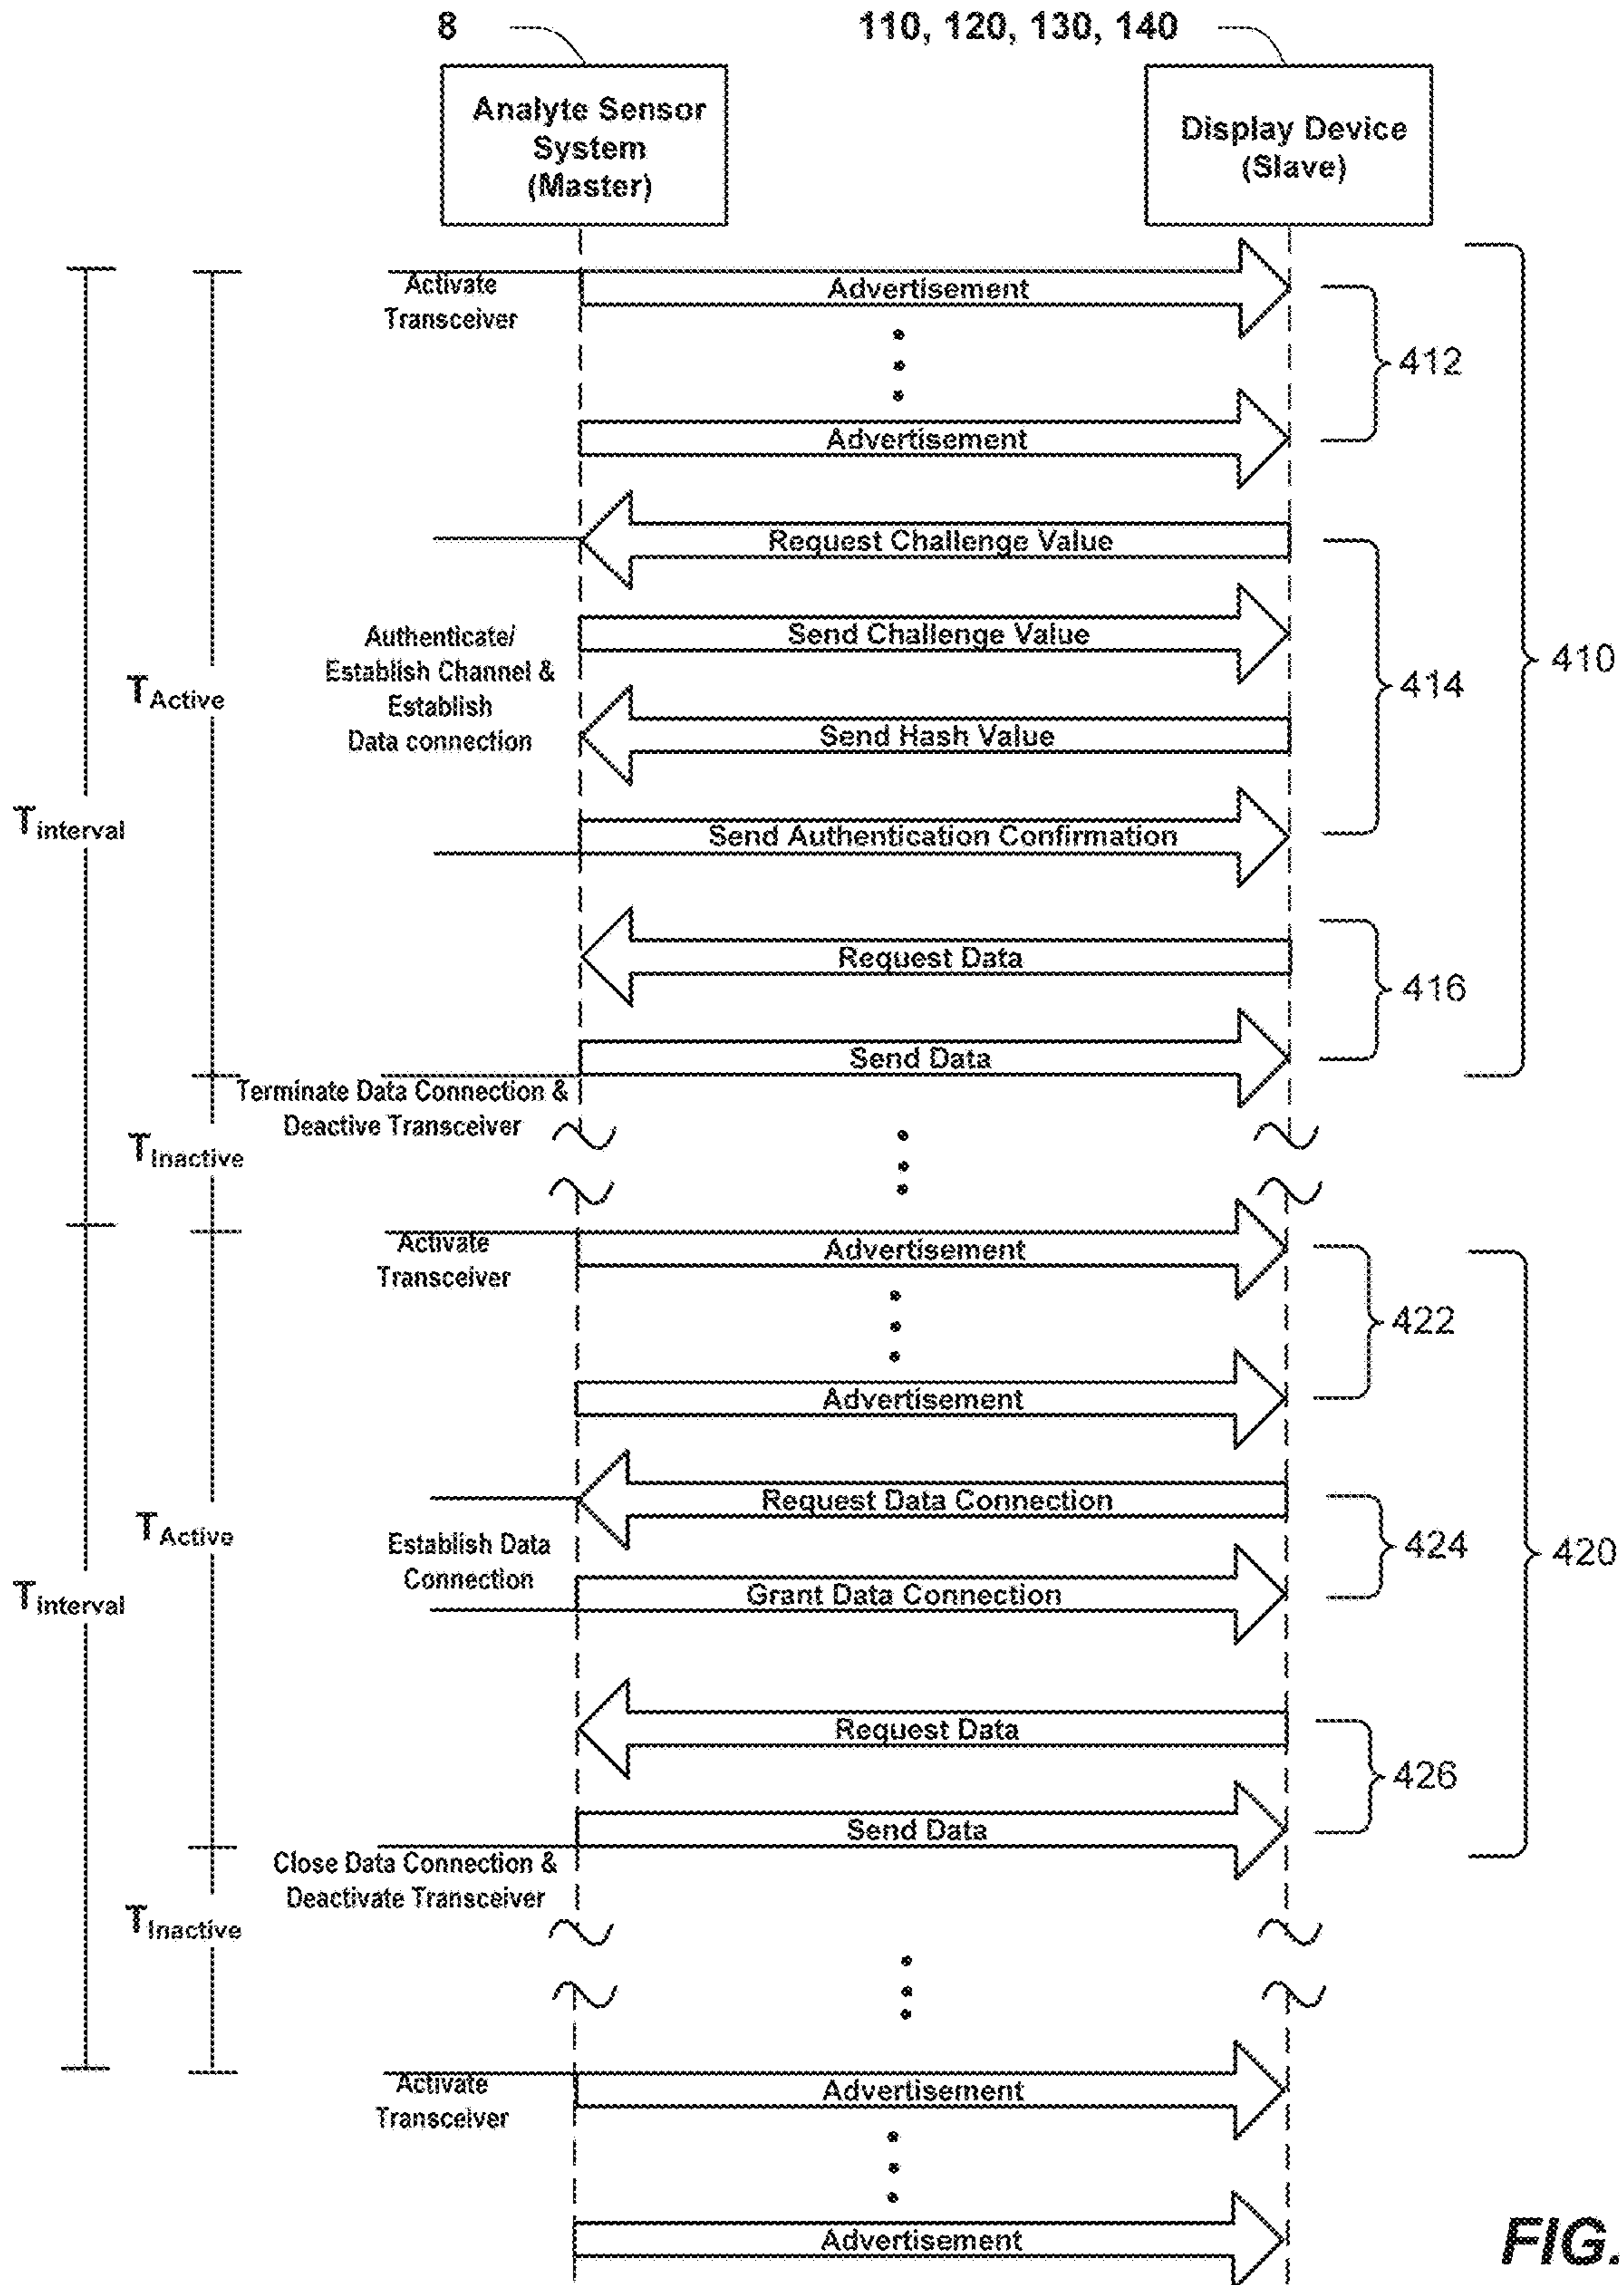 8
110, 120, 130, 140
Analyte Sensor
System
(Master)
Display Device
(Slave)
Activate
Transceiver
Advertisement
412
Advertisement
Request Challenge Value
Authenticate/
Establish Channel &
Establish
Data connection
Send Challenge Value
410
TActive
414
Send Hash Value
Tinterval
Send Authentication Confirmation
Request Data
416
Send Data
Terminate Data Connection &
Deactive Transceiver
TInactive
Activate
Transceiver
Advertisement
422
Advertisement
Request Data Connection
TActive
Establish Data
Connection
424
420
Tinterval
Grant Data Connection
Request Data
426
Send Data
Close Data Connection &
Deactivate Transceiver
TInactive
Activate
Transceiver
Advertisement
Advertisement
FIG.